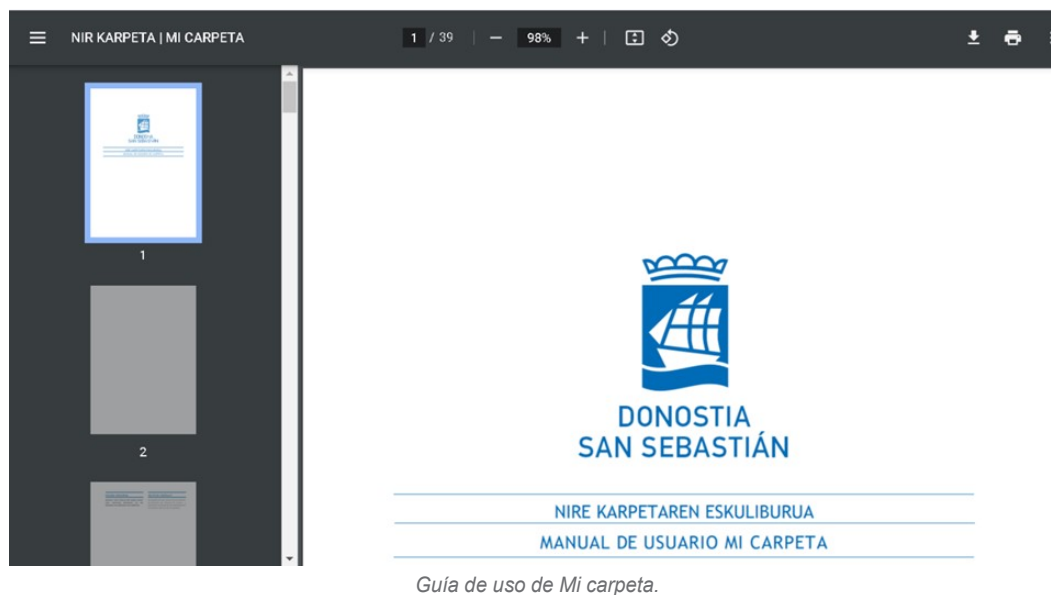 NIR KARPETA | MI CARPETA
1 / 39
98%
1
2
DONOSTIA
SAN SEBASTIÁN
NIRE KARPETAREN ESKULIBURUA
MANUAL DE USUARIO MI CARPETA
Guía de uso de Mi carpeta.